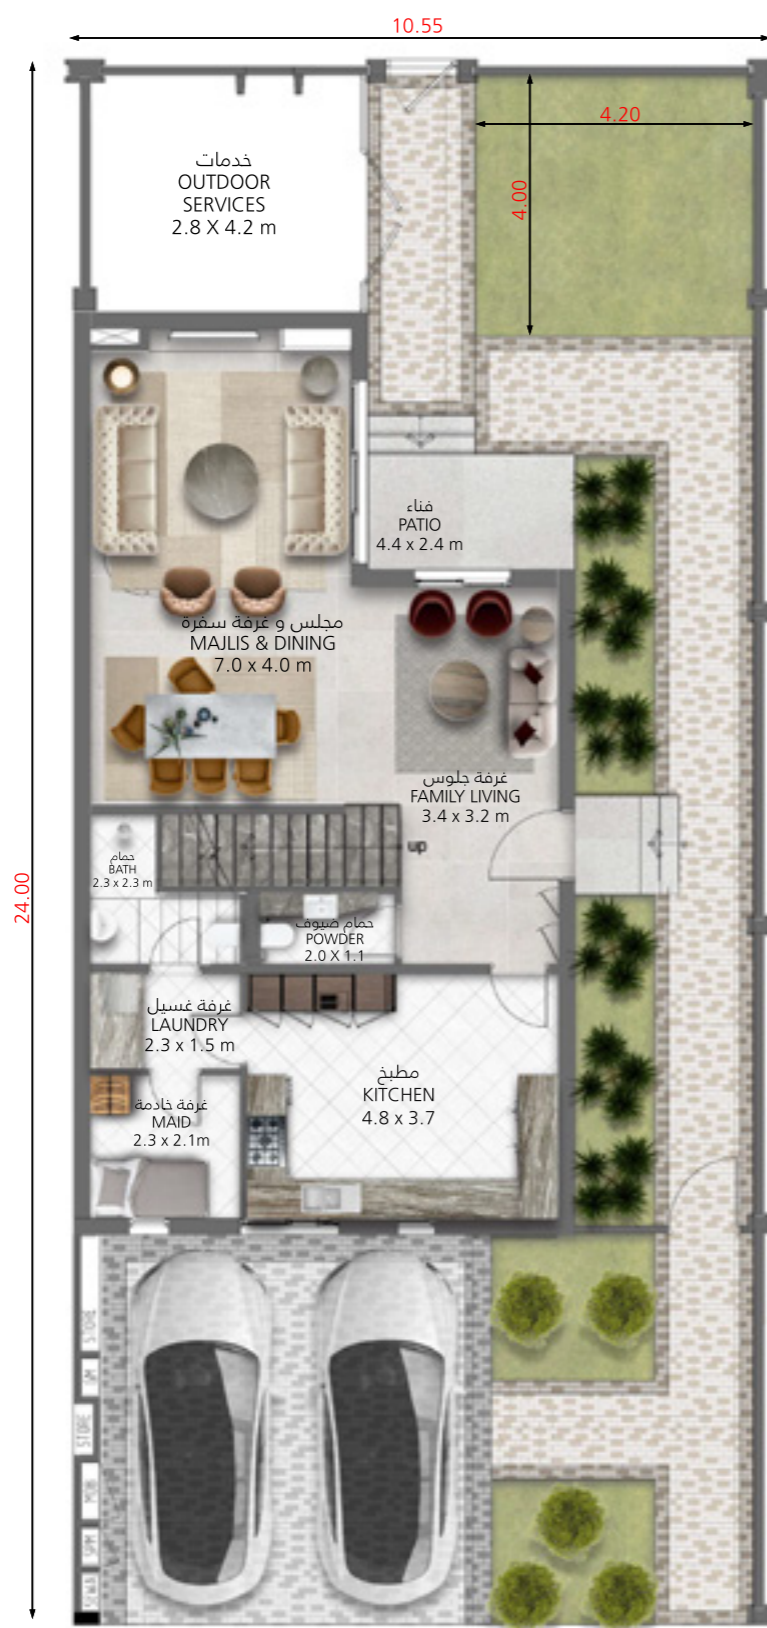 10.55
خدمات
OUTDOOR
SERVICES
2.8 X 4.2 m
4.20
4.00
فناء
PATIO
4.4 x 2.4 m
مجلس و غرفة سفرة
MAJLIS & DINING
7.0 x 4.0 m
غرفة جلوس
FAMILY LIVING
3.4 x 3.2 m
up
حمام
BATH
2.3 x 2.3 m
24.00
حمام ضيوف
POWDER
2.0 X 1.1
غرفة غسيل
LAUNDRY
2.3 x 1.5 m
مطبخ
KITCHEN
4.8 x 3.7
غرفة خادمة
MAID
2.3 x 2.1m
STORE
STORE